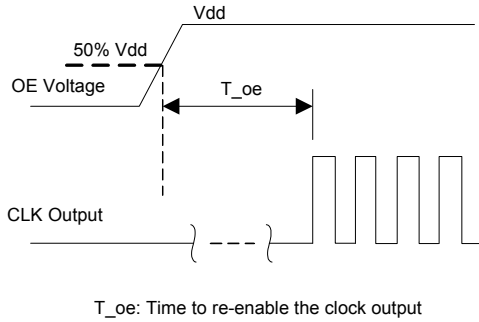 Vdd
50% Vdd
OE Voltage
T_oe
CLK Output
T_oe: Time to re-enable the clock output